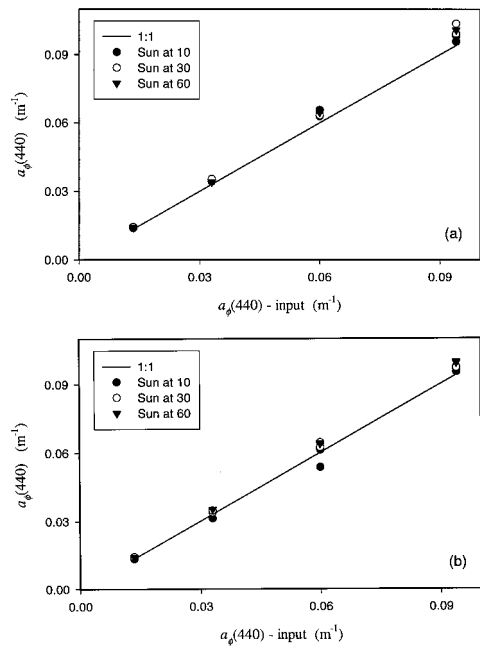 0.09
0.06
0.03
0.00
aϕ(440) (m⁻¹)
1:1
Sun at 10
Sun at 30
Sun at 60
(a)
0.00 0.03 0.06 0.09
aϕ(440) - input (m⁻¹)
0.09
0.06
0.03
0.00
aϕ(440) (m⁻¹)
1:1
Sun at 10
Sun at 30
Sun at 60
(b)
0.00 0.03 0.06 0.09
aϕ(440) - input (m⁻¹)